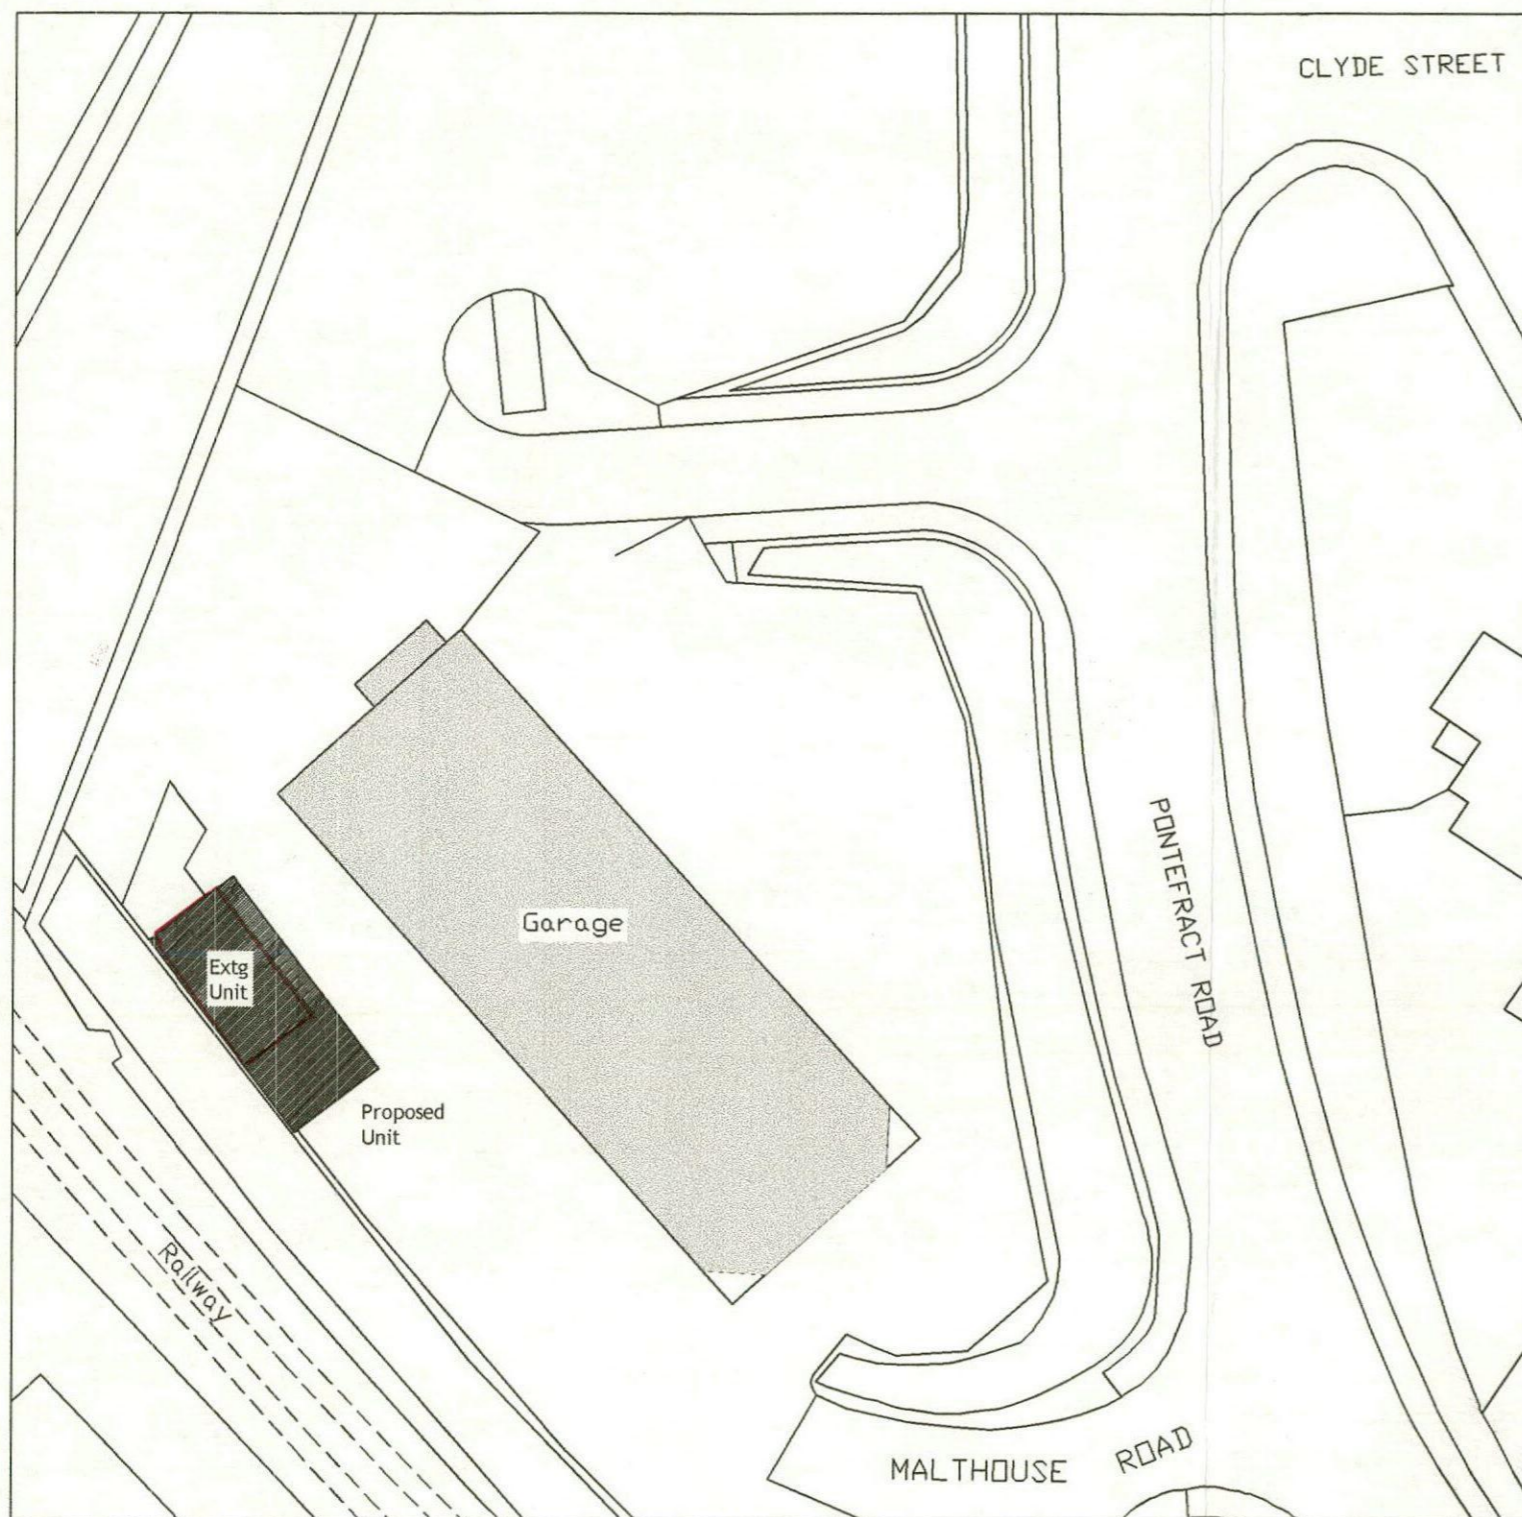 CLYDE STREET
PONTEFRACT ROAD
Garage
Extg
Unit
Proposed
Unit
Railway
MALTHOUSE ROAD